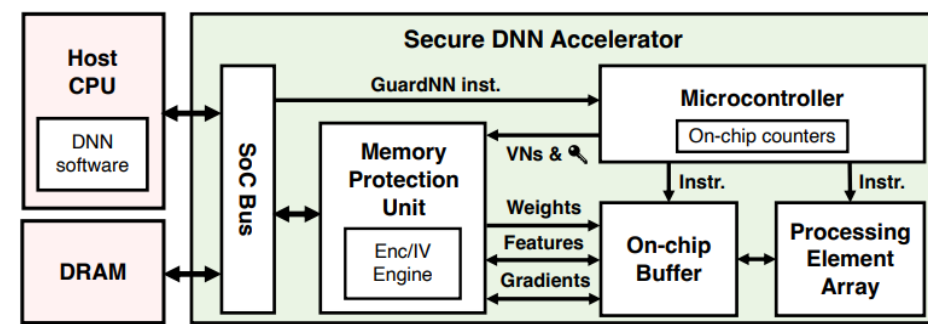 Secure DNN Accelerator
Host
CPU
DNN
software
DRAM
SoC Bus
GuardNN inst.
Microcontroller
On-chip counters
VNs &
Memory
Protection
Unit
Enc/IV
Engine
Instr.
Instr.
Weights
Features
Gradients
On-chip
Buffer
Processing
Element
Array